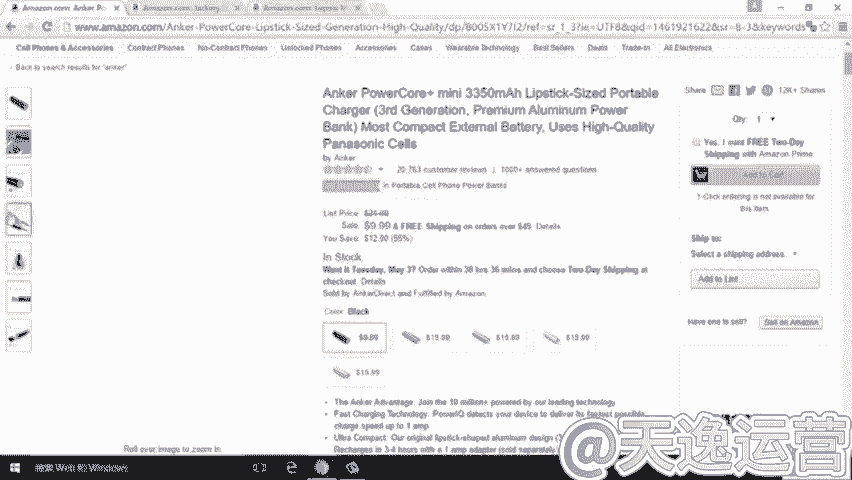 Amazon.com: Anker Po
Amazon.com: Jackery
www.amazon.com/Anker-PowerCore-Lipstick-Sized-Generation-High-Quality/dp/B005X1Y7I2/ref=sr_1_3?ie=UTF8&qid=1461921622&sr=8-3&keywords
Cell Phones & Accessories Contract Phones No-Contract Phones Unlocked Phones Accessories Cases Wearable Technology Best Sellers Deals Trade-In All Electronics
‹ Back to search results for "anker"
Anker PowerCore+ mini 3350mAh Lipstick-Sized Portable
Charger (3rd Generation, Premium Aluminum Power
Bank) Most Compact External Battery, Uses High-Quality
Panasonic Cells
by Anker
20,763 customer reviews | 1000+ answered questions
in Portable Cell Phone Power Banks
List Price:
Sale: $9.99 & FREE Shipping on orders over $49. Details
You Save: $12.00 (55%)
In Stock
Want it Tuesday, May 3? Order within 38 hrs 36 mins and choose Two-Day Shipping at
checkout. Details
Sold by AnkerDirect and Fulfilled by Amazon.
Color: Black
$9.99 $15.99 $15.99 $15.99
$15.99
• The Anker Advantage: Join the 10 million+ powered by our leading technology.
• Fast Charging Technology: PowerIQ detects your device to deliver its fastest possible
charge speed up to 1 amp
• Ultra Compact: Our original lipstick-shaped aluminum design
Recharges in 3-4 hours with a 1 amp adapter (sold separately)
Roll over image to zoom in
Share 12K+ Shares
Qty: 1
Yes, I want FREE Two-Day
Shipping with Amazon Prime
Add to Cart
1-Click ordering is not available for
this item.
Ship to:
Select a shipping address.
Add to List
Have one to sell? Sell on Amazon
搜索 Web 和 Windows
@天逸运营